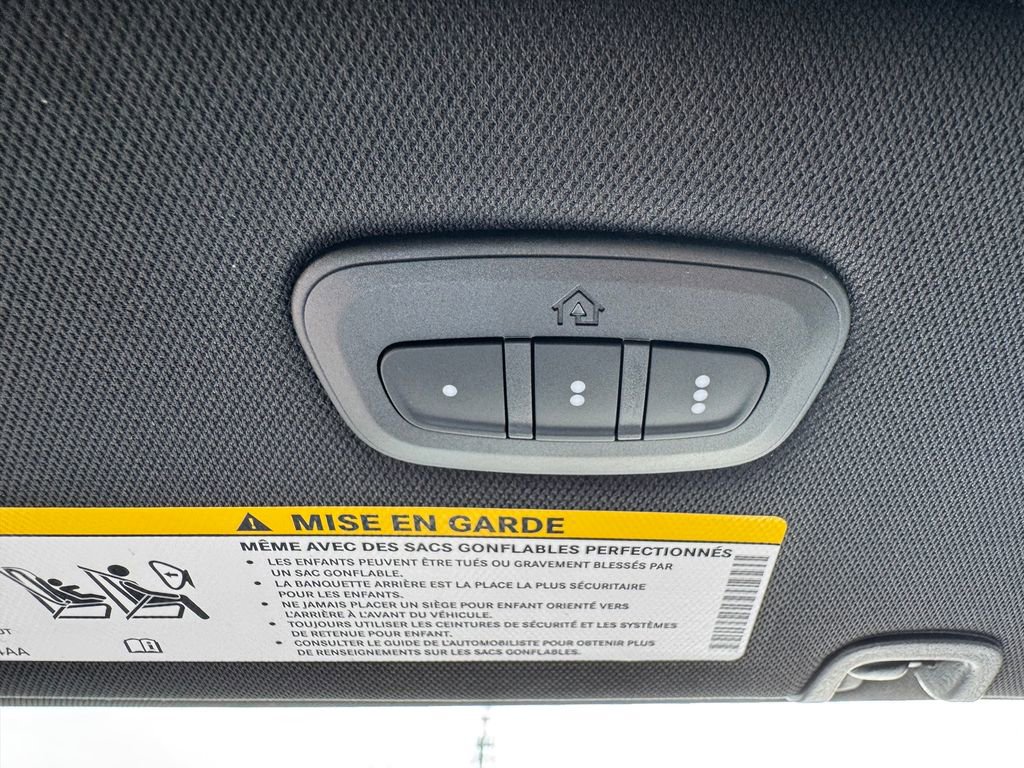 MISE EN GARDE
MÊME AVEC DES SACS GONFLABLES PERFECTIONNÉS
• LES ENFANTS PEUVENT ÊTRE TUÉS OU GRAVEMENT BLESSÉS PAR
UN SAC GONFLABLE.
• LA BANQUETTE ARRIÈRE EST LA PLACE LA PLUS SÉCURITAIRE
POUR LES ENFANTS.
• NE JAMAIS PLACER UN SIÈGE POUR ENFANT ORIENTÉ VERS
L'ARRIÈRE À L'AVANT DU VÉHICULE.
• TOUJOURS UTILISER LES CEINTURES DE SÉCURITÉ ET LES SYSTÈMES
DE RETENUE POUR ENFANT.
• CONSULTER LE GUIDE DE L'AUTOMOBILISTE POUR OBTENIR PLUS
DE RENSEIGNEMENTS SUR LES SACS GONFLABLES.